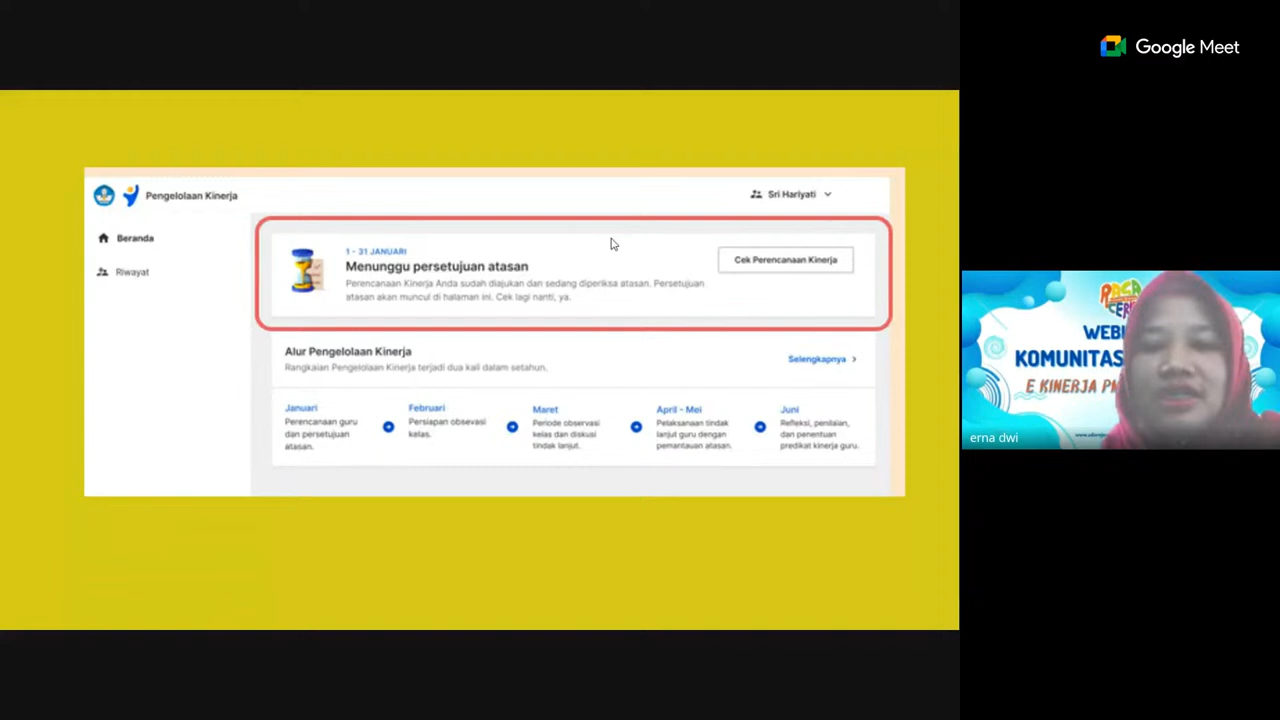 Google Meet
Pengelolaan Kinerja
Sri Hariyati
Beranda
Riwayat
1 - 31 JANUARI
Menunggu persetujuan atasan
Perencanaan Kinerja Anda sudah diajukan dan sedang diperiksa atasan. Persetujuan
atasan akan muncul di halaman ini. Cek lagi nanti, ya.
Cek Perencanaan Kinerja
Alur Pengelolaan Kinerja
Rangkaian Pengelolaan Kinerja terjadi dua kali dalam setahun.
Selengkapnya
Januari
Perencanaan guru
dan persetujuan
atasan.
Februari
Persiapan obsevasi
kelas.
Maret
Periode observasi
kelas dan diskusi
tindak lanjut.
April - Mei
Pelaksanaan tindak
lanjut guru dengan
pemantauan atasan.
Juni
Refleksi, penilaian,
dan penentuan
predikat kinerja guru.
WEBI
KOMUNITAS
E KINERJA PM
erna dwi